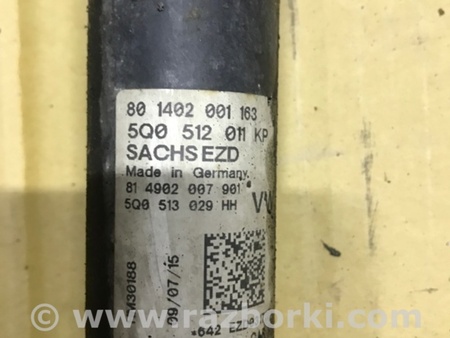 80 1402 001 163
5Q0 512 011 KP
SACHS EZD
Made in Germany
81 4902 007 901
5Q0 513 029 HH
M30188
09/07/15
www.razborki.com